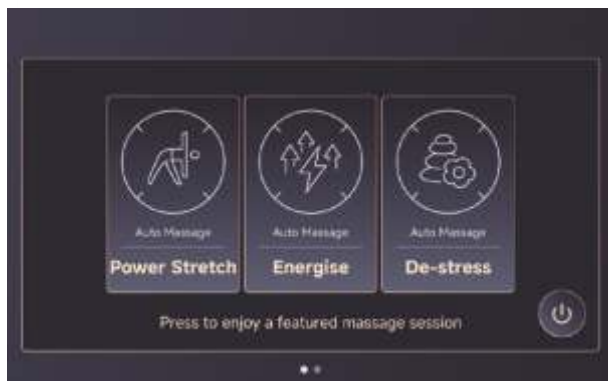 Auto Massage
Power Stretch
Auto Massage
Energise
Auto Massage
De-stress
Press to enjoy a featured massage session